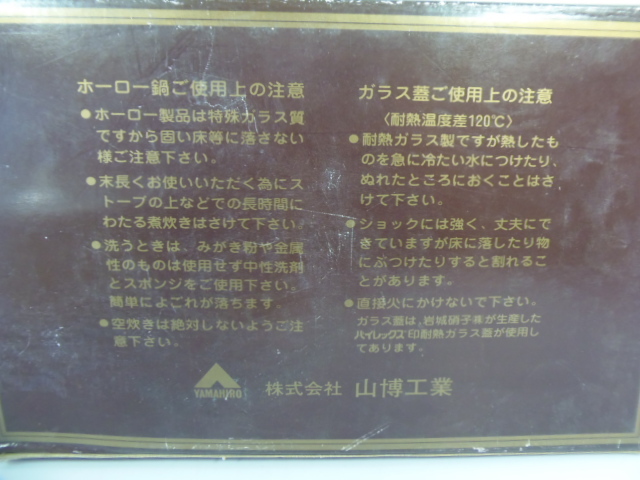 ホーロー鍋ご使用上の注意
●ホーロー製品は特殊ガラス質
ですから固い床等に落さない
様ご注意下さい。
●末長くお使いいただく為にス
トーブの上などでの長時間に
わたる煮炊きはさけて下さい。
●洗うときは、みがき粉や金属
性のものは使用せず中性洗剤
とスポンジをご使用下さい。
簡単によごれが落ちます。
●空炊きは絶対しないようご注
意下さい。
ガラス蓋ご使用上の注意
〈耐熱温度差120℃〉
●耐熱ガラス製ですが熱したも
のを急に冷たい水につけたり、
ぬれたところにおくことはさ
けて下さい。
●ショックには強く、丈夫にで
きていますが床に落したり物
にぶつけたりすると割れるこ
とがあります。
●直接火にかけないで下さい。
ガラス蓋は、岩城硝子㈱が生産した
パイレックス印耐熱ガラス蓋が使用し
てあります。
YAMAHIRO
株式会社 山博工業